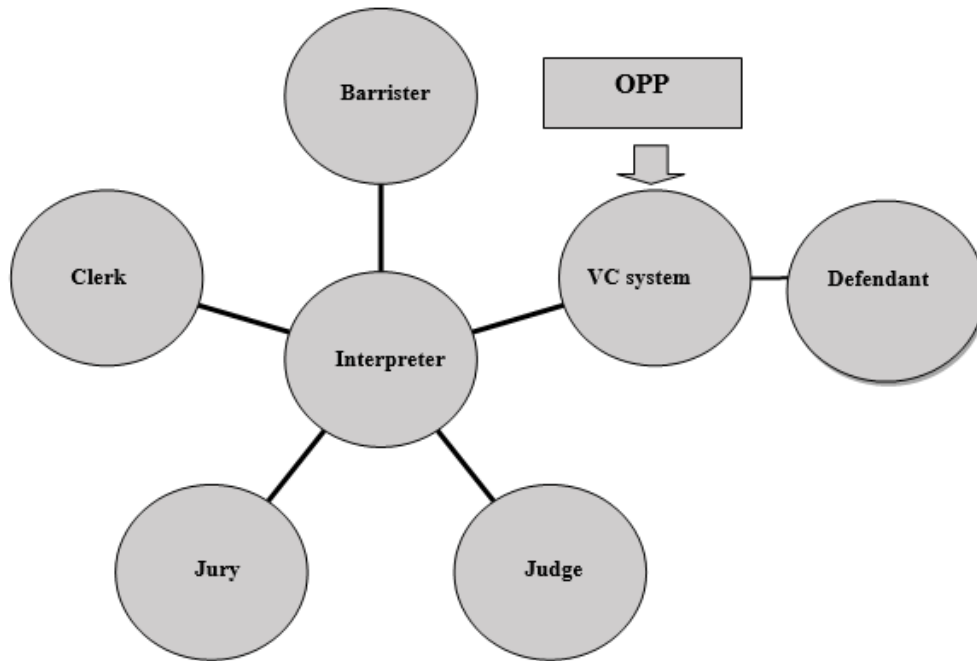 Barrister
OPP
Clerk
VC system
Defendant
Interpreter
Jury
Judge